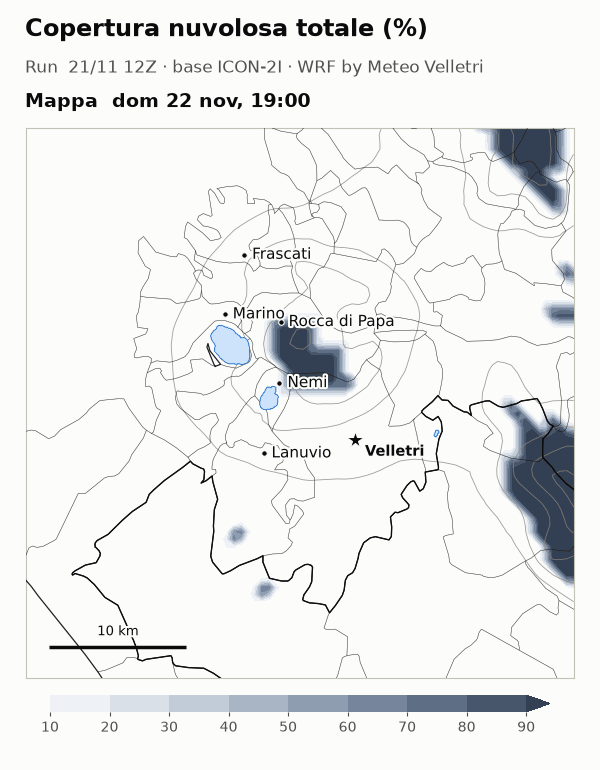 Copertura nuvolosa totale (%)
Run  21/11 12Z · base ICON-2I · WRF by Meteo Velletri
Mappa  dom 22 nov, 19:00
Frascati
Marino
Rocca di Papa
Nemi
Velletri
Lanuvio
10 km
10 20 30 40 50 60 70 80 90